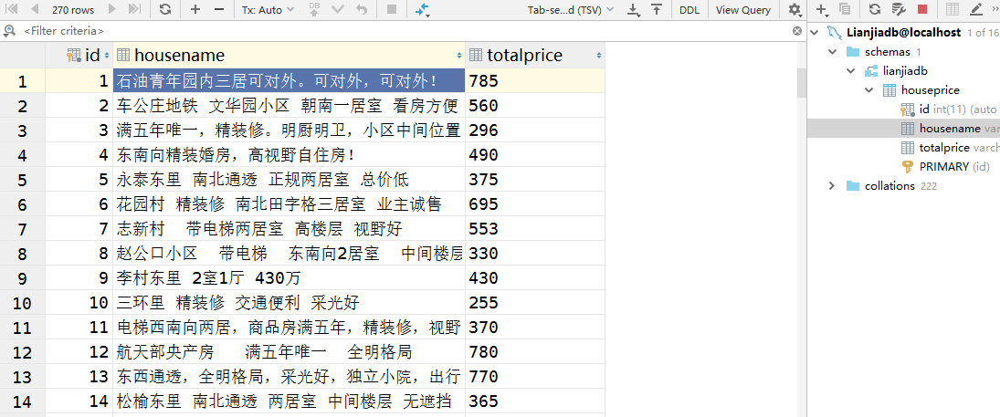 270 rows Tx: Auto DB Tab-se...d (TSV) DDL View Query
<Filter criteria>
id housename totalprice
1 1 石油青年园内三居可对外。可对外，可对外！ 785
2 2 车公庄地铁 文华园小区 朝南一居室 看房方便 560
3 3 满五年唯一，精装修。明厨明卫，小区中间位置 296
4 4 东南向精装婚房，高视野自住房！ 490
5 5 永泰东里 南北通透 正规两居室 总价低 375
6 6 花园村 精装修 南北田字格三居室 业主诚售 695
7 7 志新村 带电梯两居室 高楼层 视野好 553
8 8 赵公口小区 带电梯 东南向2居室 中间楼层 330
9 9 李村东里 2室1厅 430万 430
10 10 三环里 精装修 交通便利 采光好 255
11 11 电梯西南向两居，商品房满五年，精装修，视野 370
12 12 航天部央产房 满五年唯一 全明格局 780
13 13 东西通透，全明格局，采光好，独立小院，出行 770
14 14 松榆东里 南北通透 两居室 中间楼层 无遮挡 365
Lianjiadb@localhost 1 of 16
schemas 1
lianjiadb
houseprice
id int(11) (auto
housename var
totalprice varch
PRIMARY (id)
collations 222